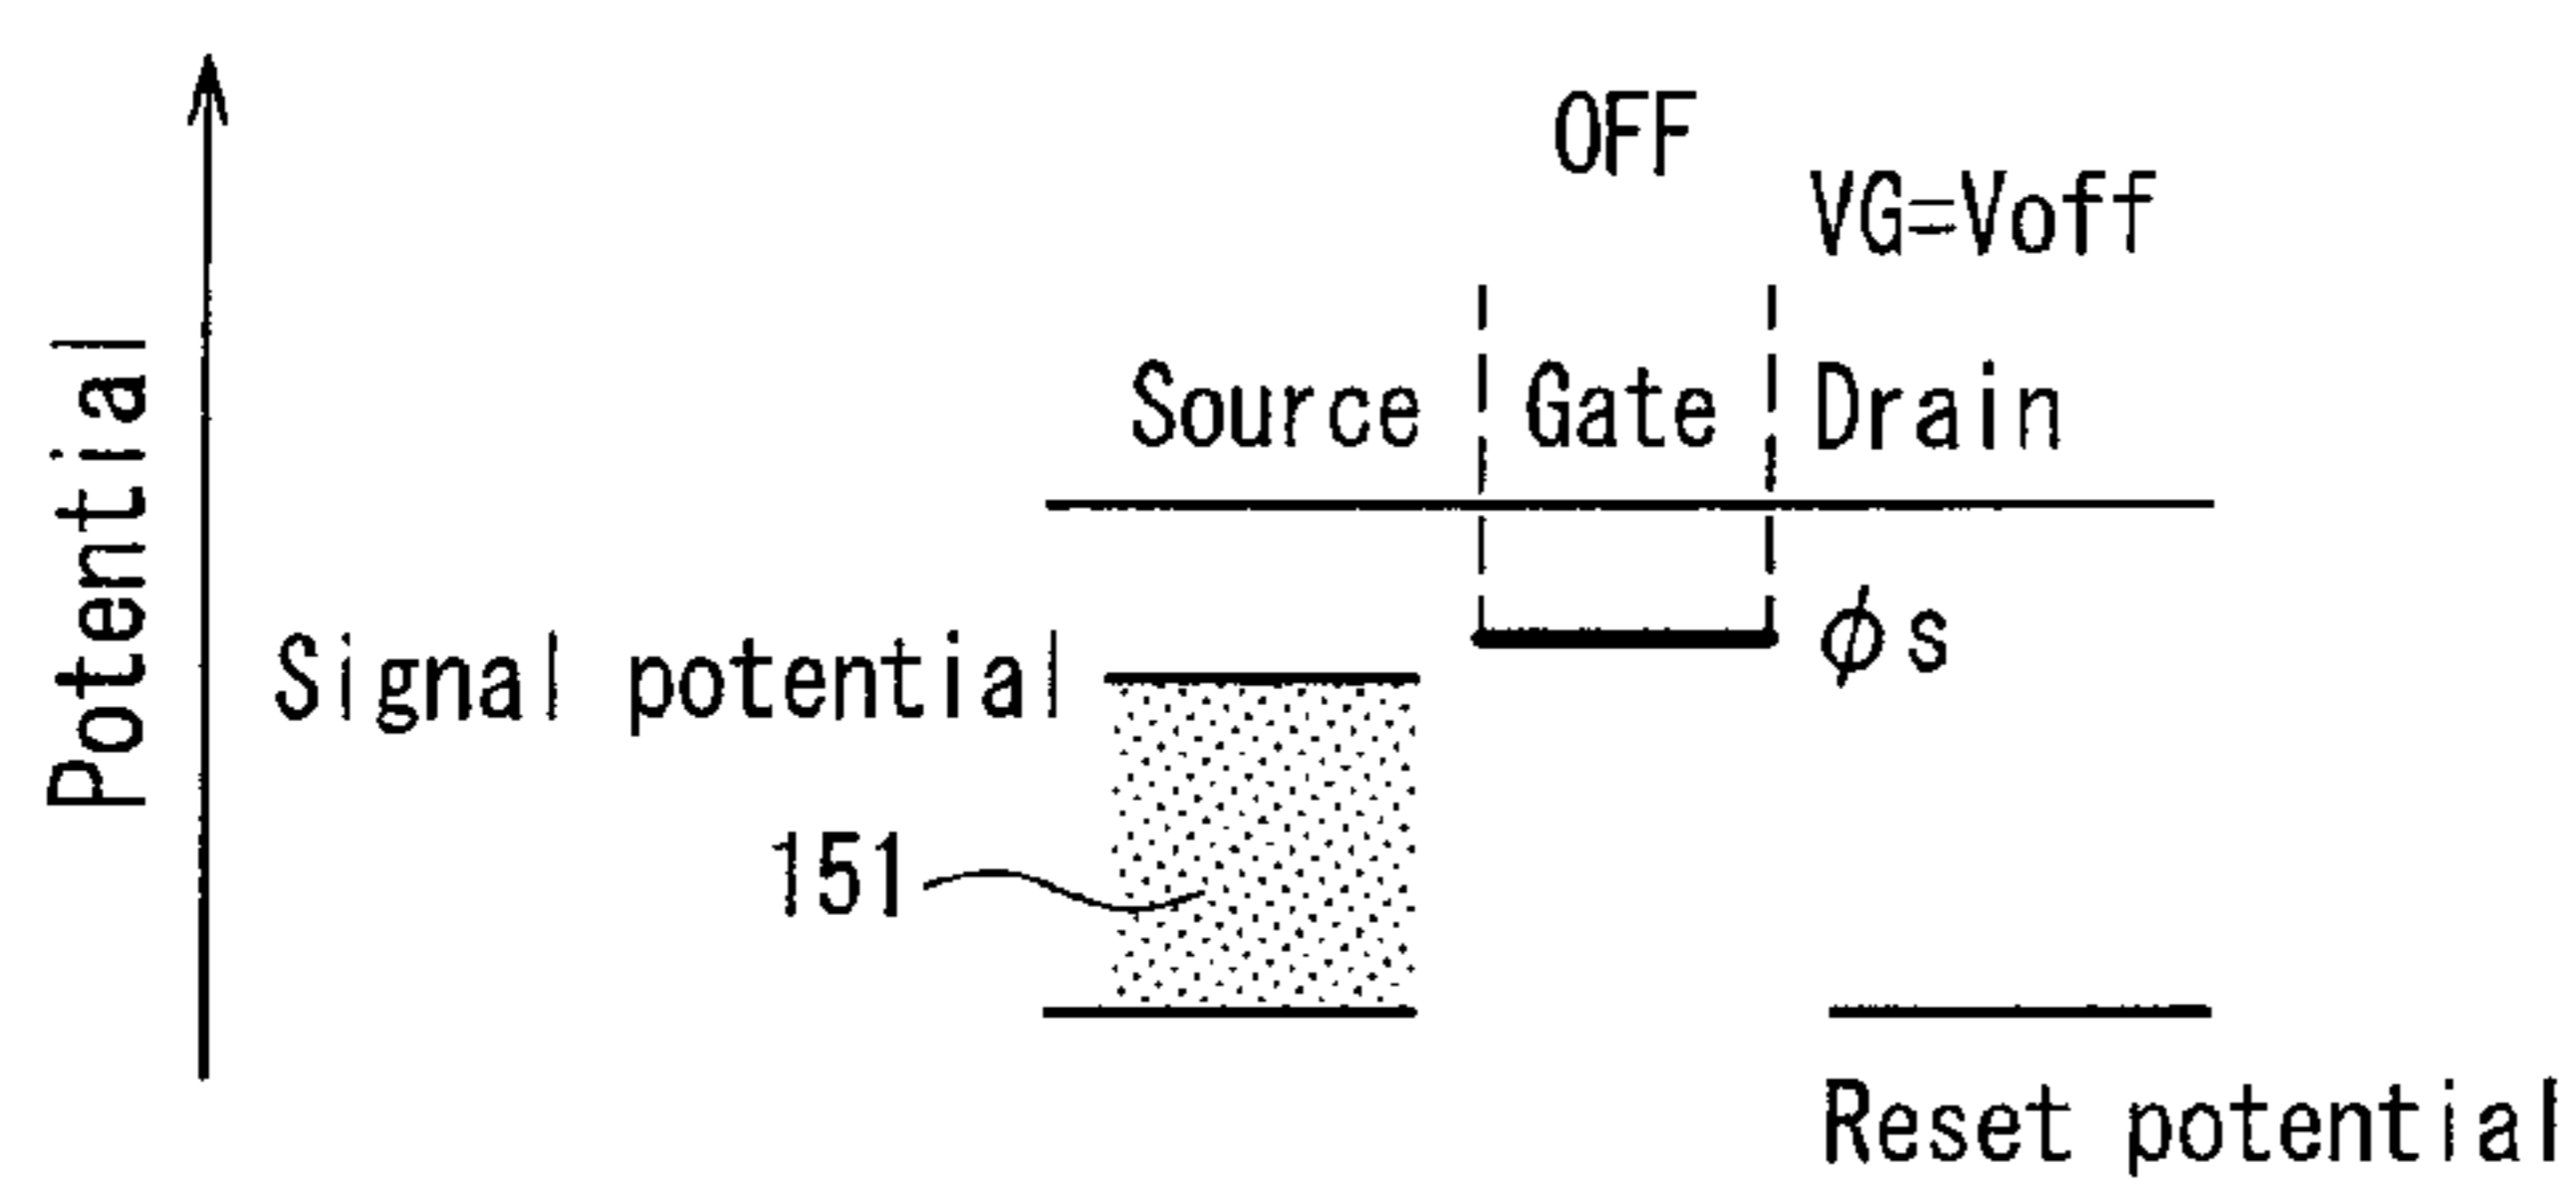 OFF
VG=Voff
Source Gate Drain
Potential
Signal potential
ϕs
151
Reset potential